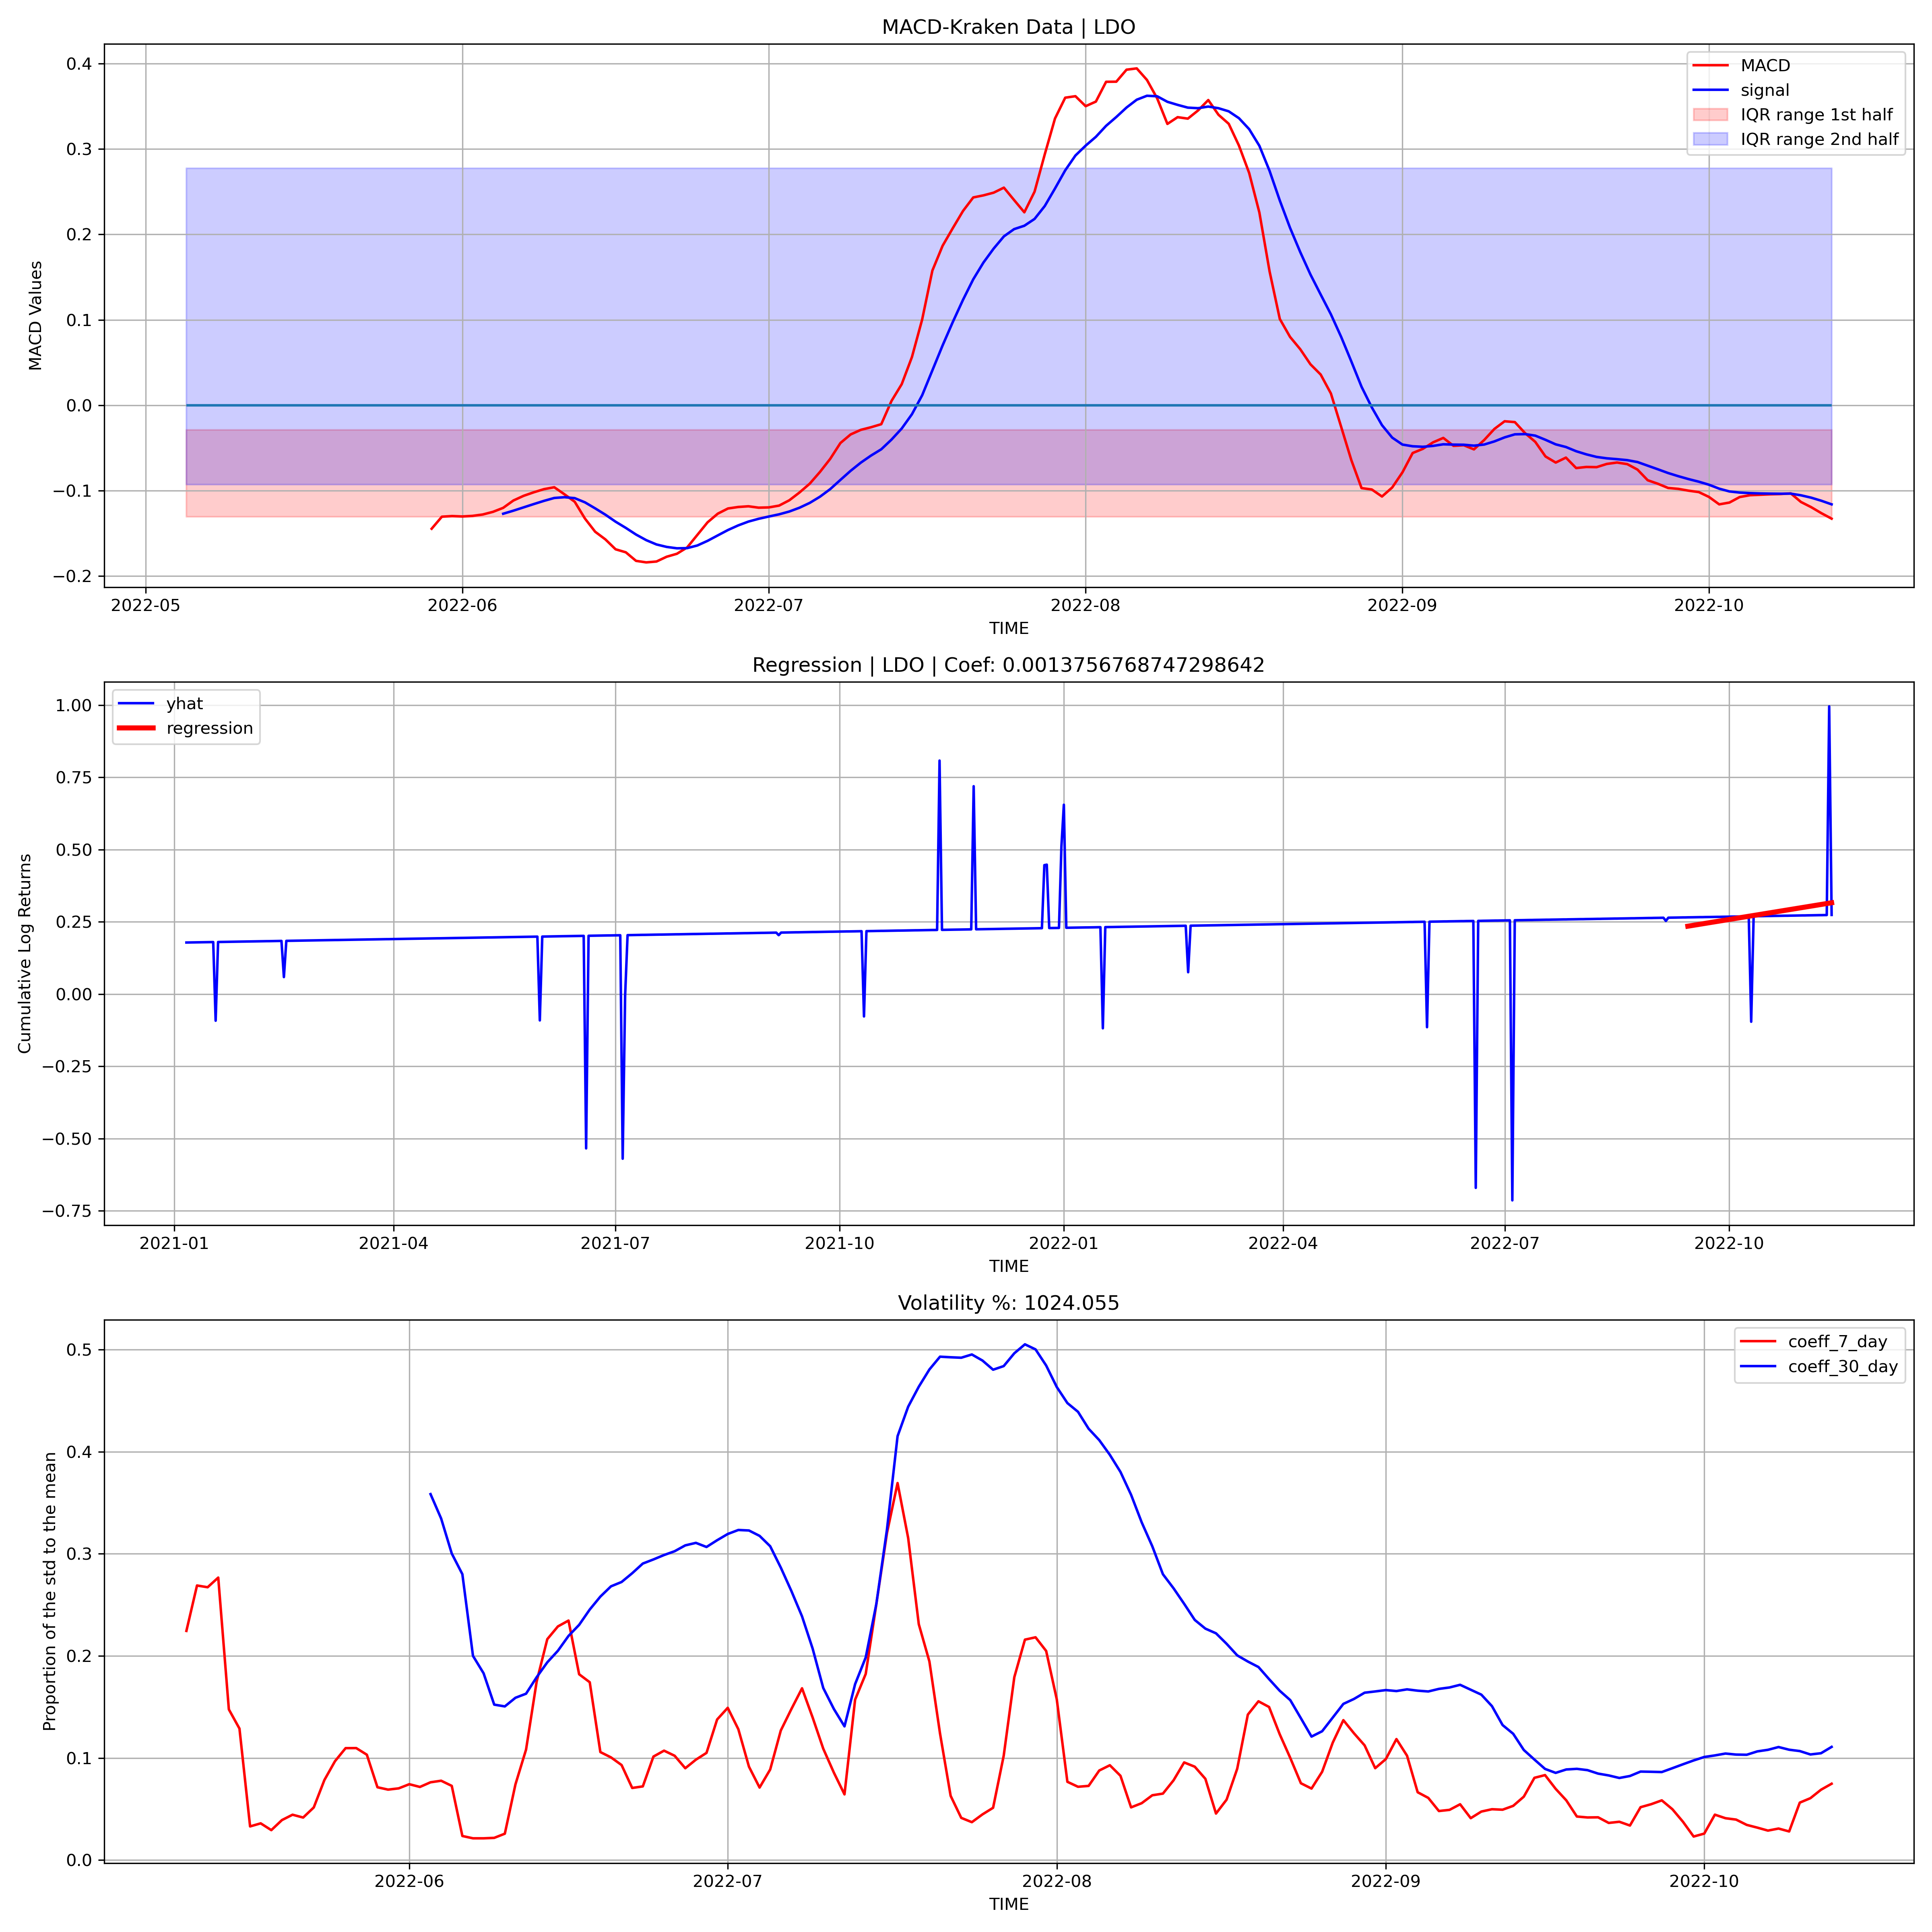 MACD-Kraken Data | LDO
MACD
signal
IQR range 1st half
IQR range 2nd half
0.4
0.3
0.2
0.1
0.0
−0.1
−0.2
MACD Values
2022-05 2022-06 2022-07 2022-08 2022-09 2022-10
TIME
Regression | LDO | Coef: 0.0013756768747298642
yhat
regression
1.00
0.75
0.50
0.25
0.00
−0.25
−0.50
−0.75
Cumulative Log Returns
2021-01 2021-04 2021-07 2021-10 2022-01 2022-04 2022-07 2022-10
TIME
Volatility %: 1024.055
coeff_7_day
coeff_30_day
0.5
0.4
0.3
0.2
0.1
0.0
Proportion of the std to the mean
2022-06 2022-07 2022-08 2022-09 2022-10
TIME